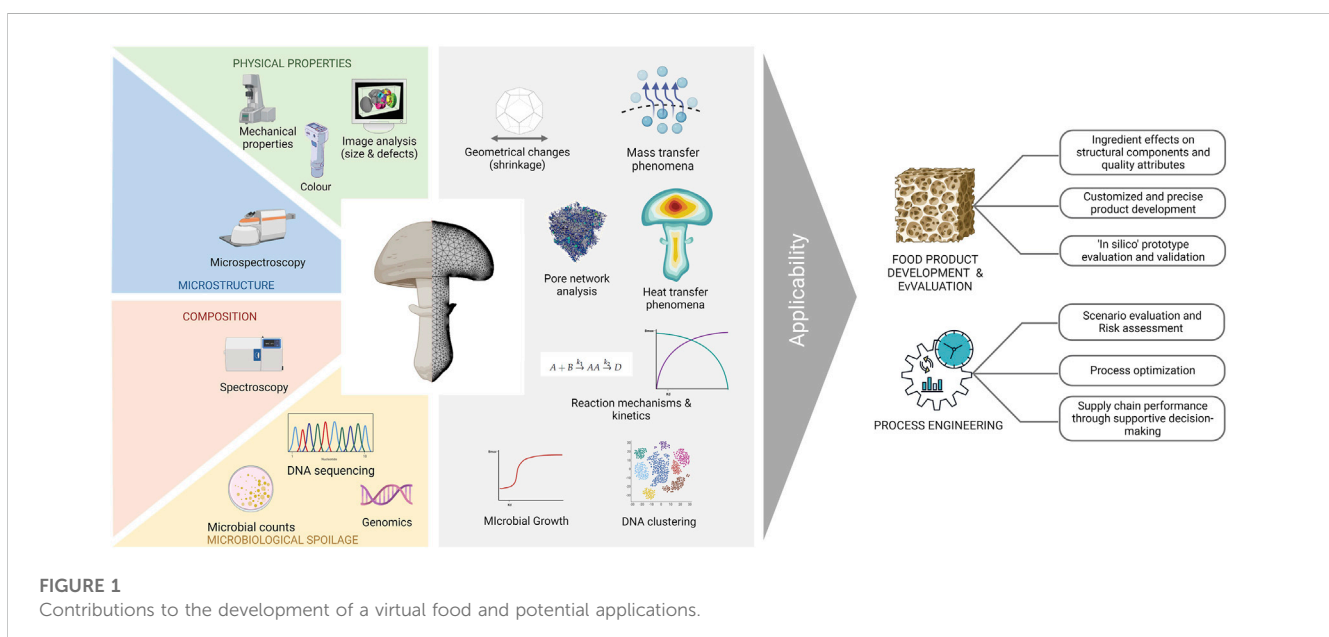 PHYSICAL PROPERTIES
Mechanical
properties
Image analysis
(size & defects)
Colour
Microspectroscopy
MICROSTRUCTURE
COMPOSITION
Spectroscopy
DNA sequencing
Microbial counts
Genomics
MICROBIOLOGICAL SPOILAGE
Geometrical changes
(shrinkage)
Mass transfer
phenomena
Pore network
analysis
Heat transfer
phenomena
A + B k1→ AA k2→ D
Reaction mechanisms &
kinetics
MIcrobial Growth
DNA clustering
Applicability
FOOD PRODUCT
DEVELOPMENT &
EvVALUATION
Ingredient effects on
structural components and
quality attributes
Customized and precise
product development
'In silico' prototype
evaluation and validation
PROCESS ENGINEERING
Scenario evaluation and
Risk assessment
Process optimization
Supply chain performance
through supportive decision-
making
FIGURE 1
Contributions to the development of a virtual food and potential applications.